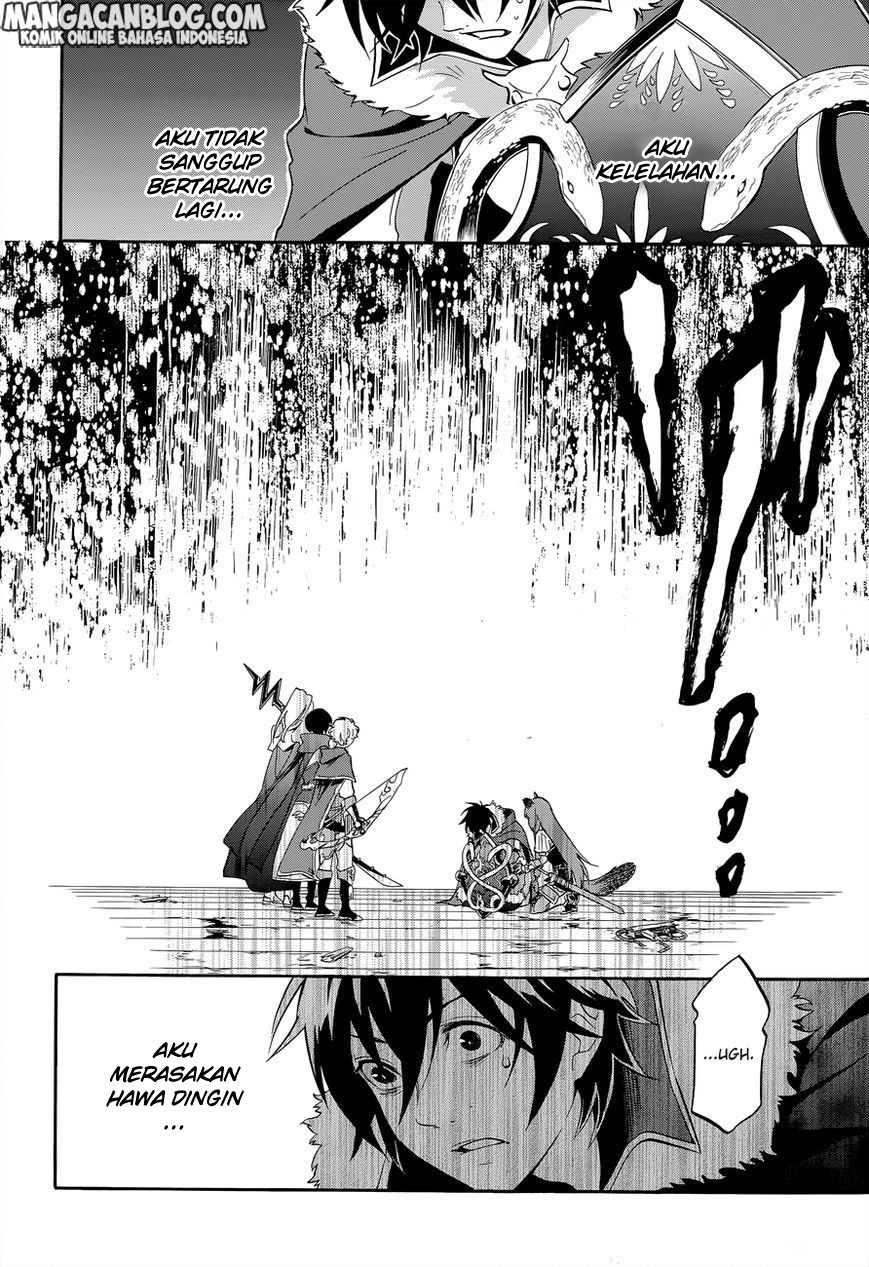 MANGACANBLOG.COM
KOMIK ONLINE BAHASA INDONESIA
AKU
KELELAHAN...
AKU TIDAK
SANGGUP
BERTARUNG
LAGI...
...UGH.
AKU
MERASAKAN
HAWA DINGIN
...